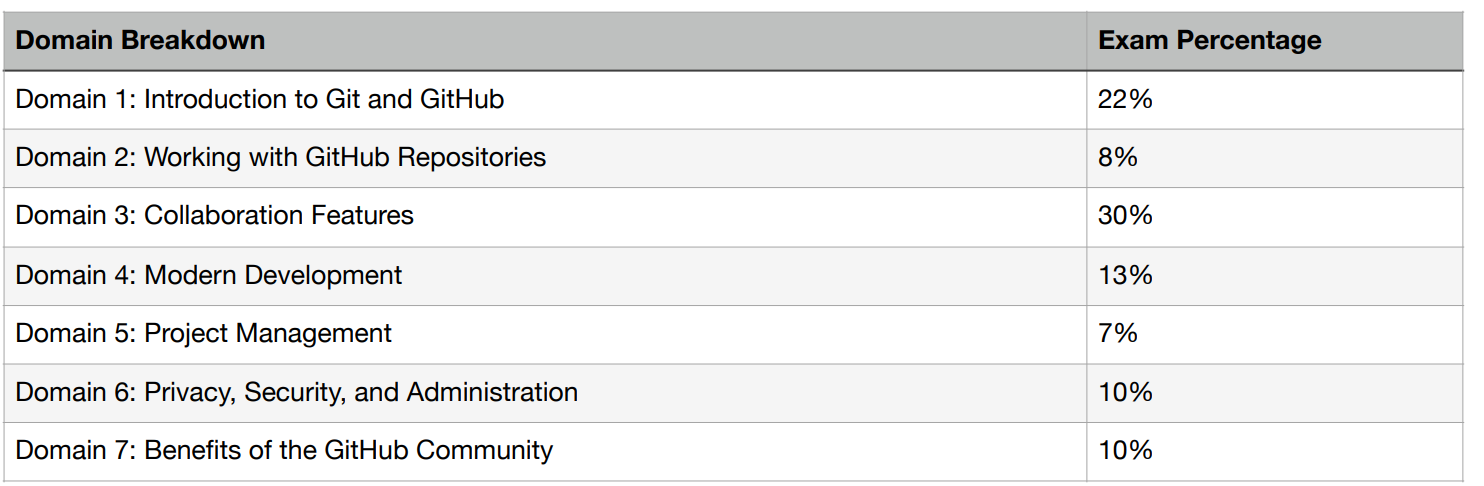 Domain Breakdown Exam Percentage
Domain 1: Introduction to Git and GitHub 22%
Domain 2: Working with GitHub Repositories 8%
Domain 3: Collaboration Features 30%
Domain 4: Modern Development 13%
Domain 5: Project Management 7%
Domain 6: Privacy, Security, and Administration 10%
Domain 7: Benefits of the GitHub Community 10%